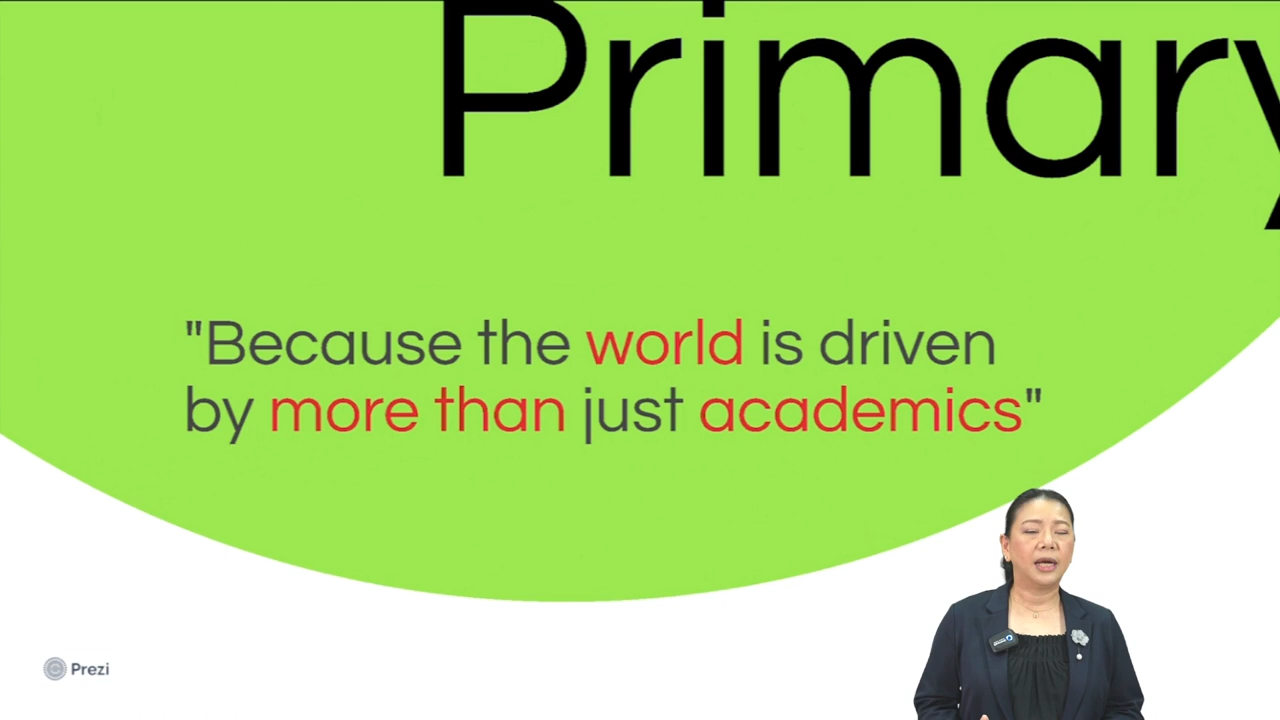 Primary
"Because the world is driven
by more than just academics"
Prezi